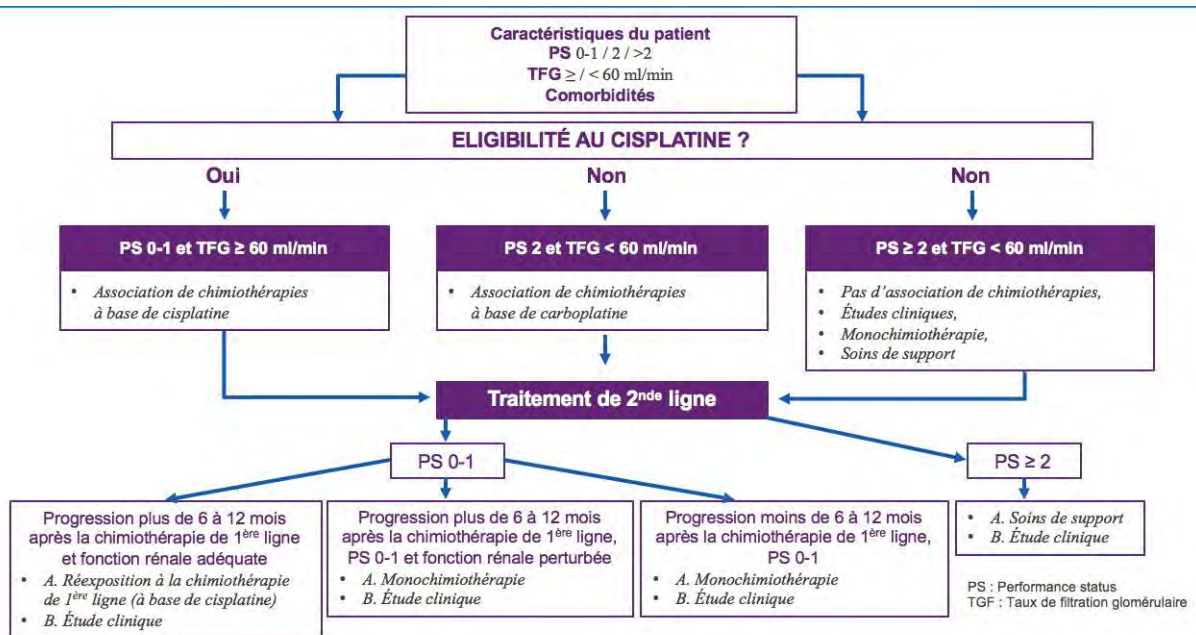 Caractéristiques du patient
PS 0-1 / 2 / >2
TFG ≥ / < 60 ml/min
Comorbidités
ELIGIBILITÉ AU CISPLATINE ?
Oui
Non
Non
PS 0-1 et TFG ≥ 60 ml/min
• Association de chimiothérapies
à base de cisplatine
PS 2 et TFG < 60 ml/min
• Association de chimiothérapies
à base de carboplatine
PS ≥ 2 et TFG < 60 ml/min
• Pas d'association de chimiothérapies,
• Études cliniques,
• Monochimiothérapie,
• Soins de support
Traitement de 2nde ligne
PS 0-1
PS ≥ 2
Progression plus de 6 à 12 mois
après la chimiothérapie de 1ère ligne
et fonction rénale adéquate
• A. Réexposition à la chimiothérapie
de 1ère ligne (à base de cisplatine)
• B. Étude clinique
Progression plus de 6 à 12 mois
après la chimiothérapie de 1ère ligne,
PS 0-1 et fonction rénale perturbée
• A. Monochimiothérapie
• B. Étude clinique
Progression moins de 6 à 12 mois
après la chimiothérapie de 1ère ligne,
PS 0-1
• A. Monochimiothérapie
• B. Étude clinique
• A. Soins de support
• B. Étude clinique
PS : Performance status
TGF : Taux de filtration glomérulaire